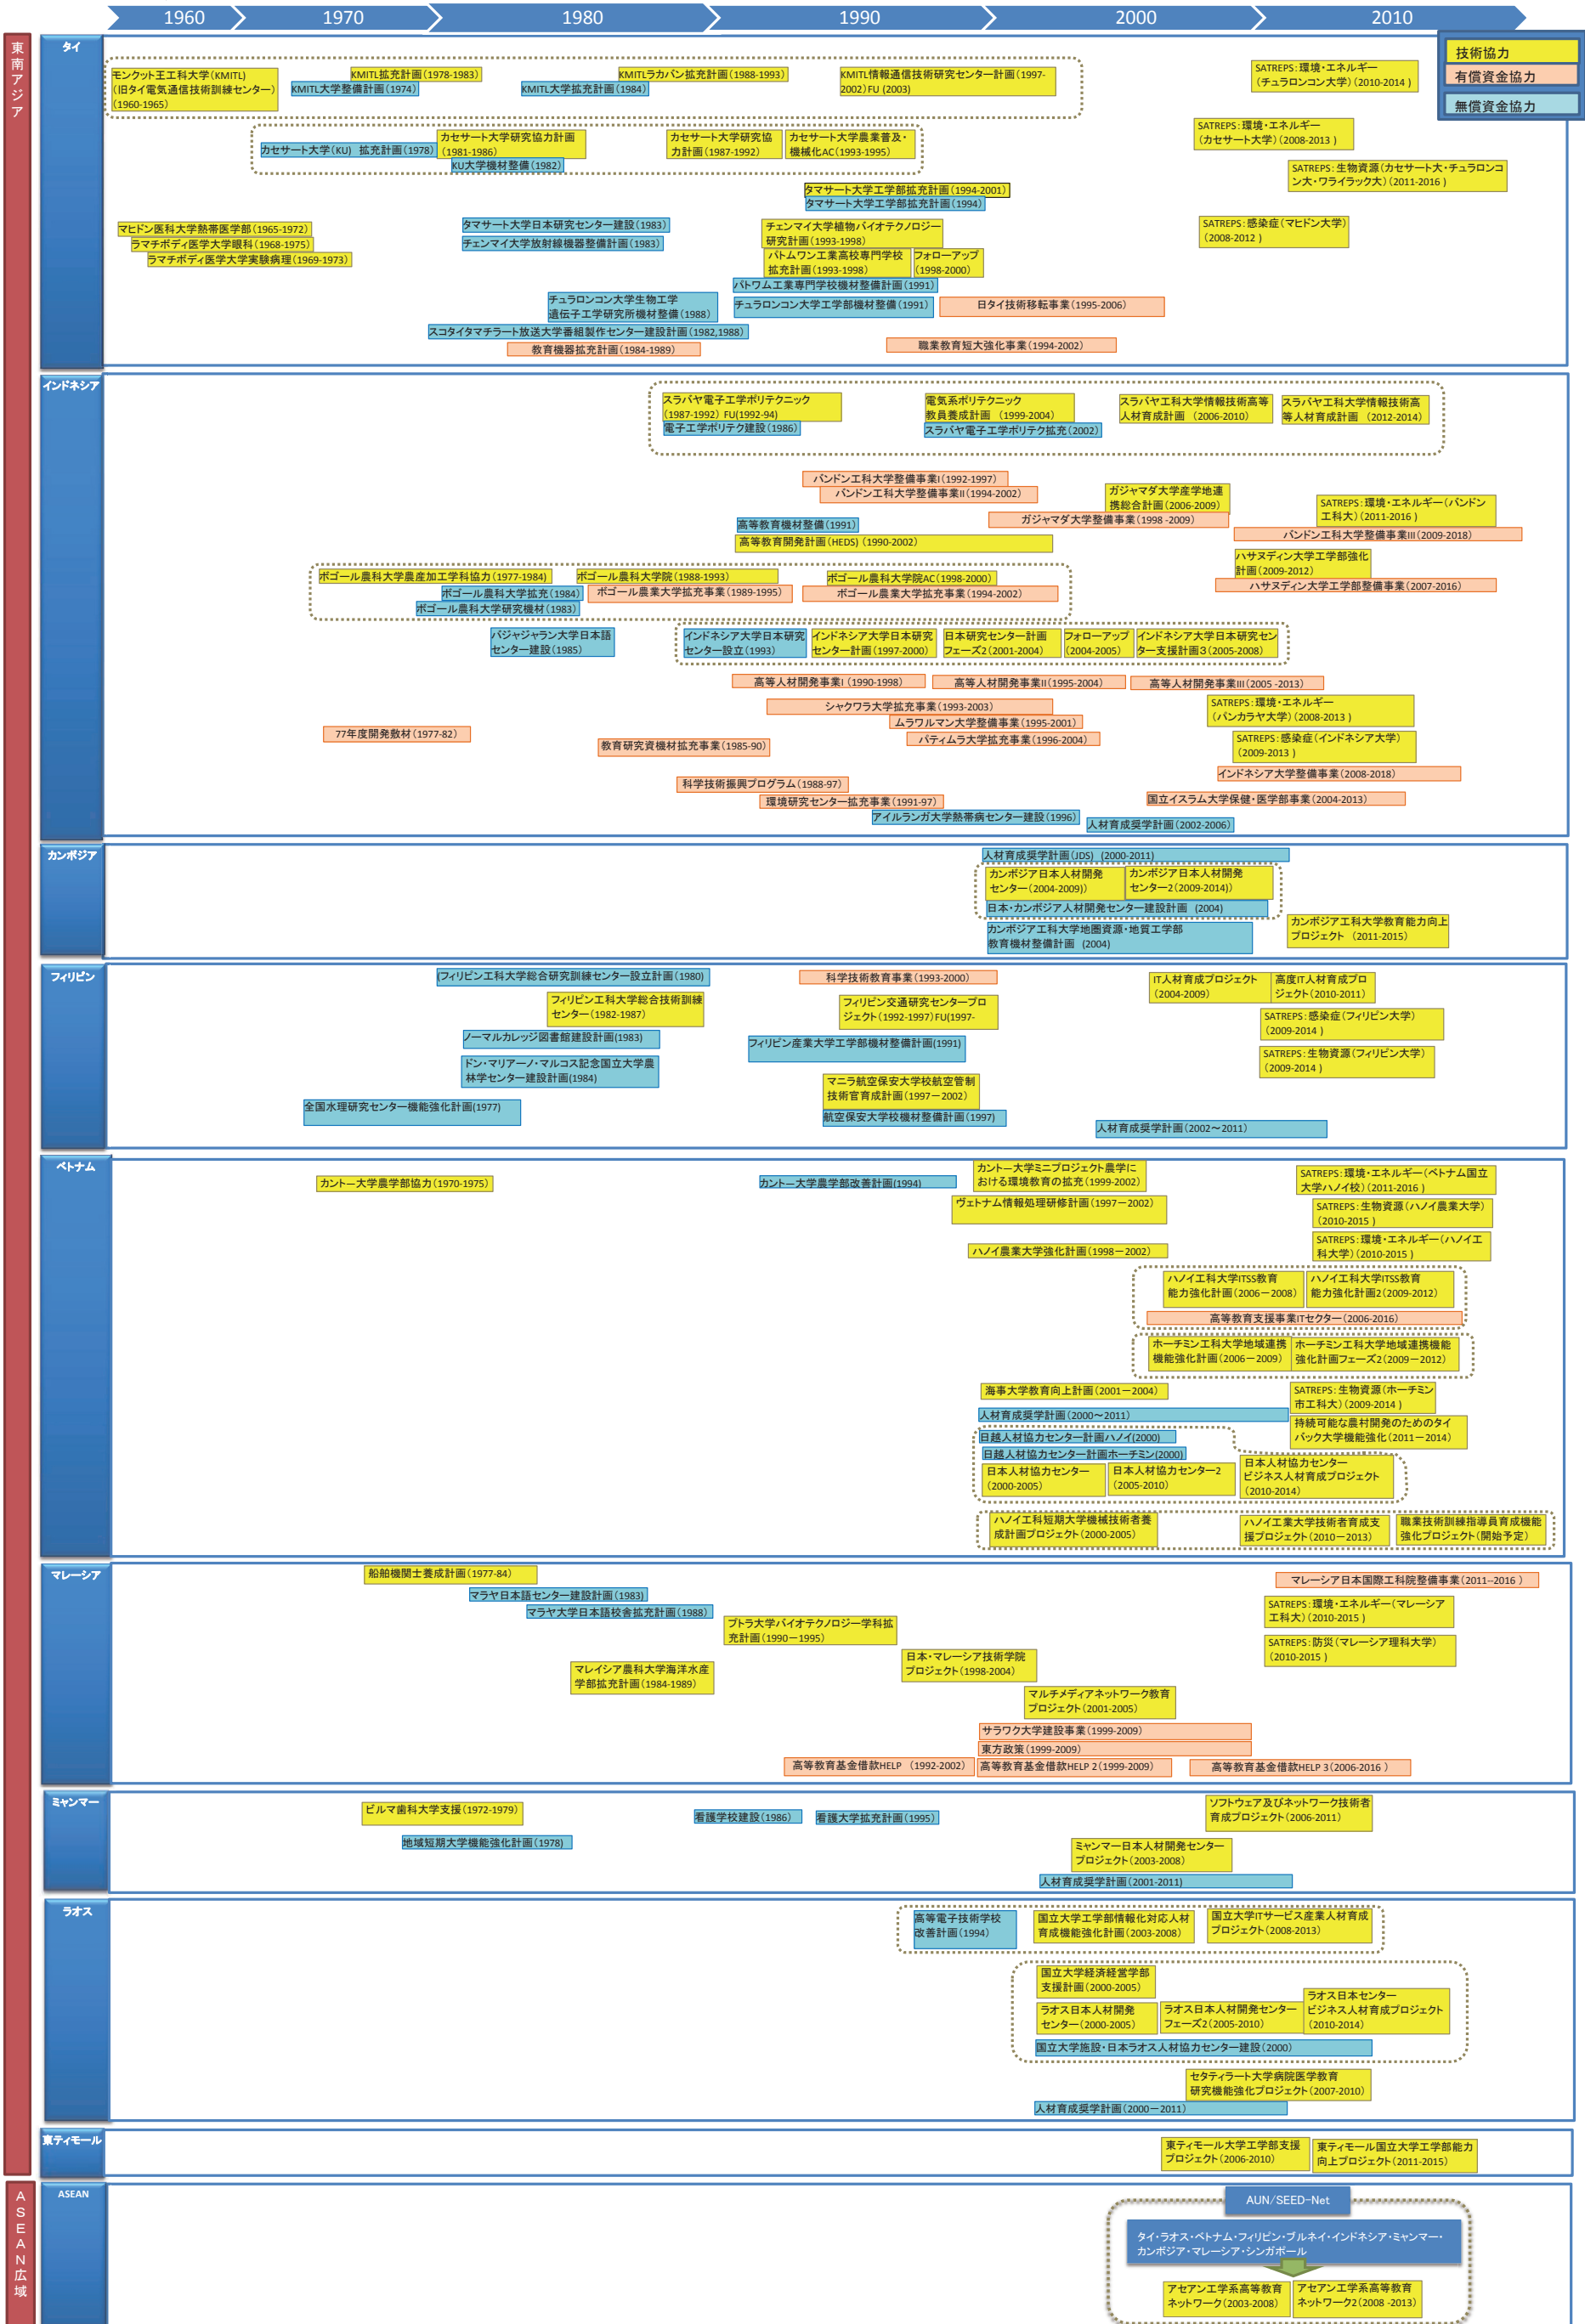 1960
1970
1980
1990
2000
2010
東南アジア
タイ
技術協力
有償資金協力
無償資金協力
モンクット王工科大学(KMITL)
(旧タイ電気通信技術訓練センター)
(1960-1965)
KMITL拡充計画(1978-1983)
KMITL大学整備計画(1974)
KMITLラカバン拡充計画(1988-1993)
KMITL大学拡充計画(1984)
KMITL情報通信技術研究センター計画(1997-
2002)FU (2003)
SATREPS:環境・エネルギー
(チュラロンコン大学)(2010-2014 )
カセサート大学(KU) 拡充計画(1978)
カセサート大学研究協力計画
(1981-1986)
KU大学機材整備(1982)
カセサート大学研究協
力計画(1987-1992)
カセサート大学農業普及・
機械化AC(1993-1995)
SATREPS:環境・エネルギー
(カセサート大学)(2008-2013 )
SATREPS:生物資源(カセサート大・チュラロンコ
ン大・ワライラック大)(2011-2016 )
タマサート大学工学部拡充計画(1994-2001)
タマサート大学工学部拡充計画(1994)
マヒドン医科大学熱帯医学部(1965-1972)
ラマチボディ医学大学眼科(1968-1975)
ラマチボディ医学大学実験病理(1969-1973)
タマサート大学日本研究センター建設(1983)
チェンマイ大学放射線機器整備計画(1983)
チェンマイ大学植物バイオテクノロジー
研究計画(1993-1998)
SATREPS:感染症(マヒドン大学)
(2008-2012 )
パトムワン工業高校専門学校
拡充計画(1993-1998)
フォローアップ
(1998-2000)
パトワム工業専門学校機材整備計画(1991)
チュラロンコン大学生物工学
遺伝子工学研究所機材整備(1988)
チュラロンコン大学工学部機材整備(1991)
日タイ技術移転事業(1995-2006)
スコタイタマチラート放送大学番組製作センター建設計画(1982,1988)
教育機器拡充計画(1984-1989)
職業教育短大強化事業(1994-2002)
インドネシア
スラバヤ電子工学ポリテクニック
(1987-1992) FU(1992-94)
電子工学ポリテク建設(1986)
電気系ポリテクニック
教員養成計画 (1999-2004)
スラバヤ電子工学ポリテク拡充(2002)
スラバヤ工科大学情報技術高等
人材育成計画 (2006-2010)
スラバヤ工科大学情報技術高
等人材育成計画 (2012-2014)
バンドン工科大学整備事業I(1992-1997)
バンドン工科大学整備事業II(1994-2002)
ガジャマダ大学産学地連
携総合計画(2006-2009)
SATREPS:環境・エネルギー(バンドン
工科大)(2011-2016 )
高等教育機材整備(1991)
ガジャマダ大学整備事業(1998 -2009)
高等教育開発計画(HEDS) (1990-2002)
バンドン工科大学整備事業III(2009-2018)
ハサヌディン大学工学部強化
計画(2009-2012)
ハサヌディン大学工学部整備事業(2007-2016)
ボゴール農科大学農産加工学科協力(1977-1984)
ボゴール農科大学院(1988-1993)
ボゴール農科大学院AC(1998-2000)
ボゴール農科大学拡充(1984)
ボゴール農業大学拡充事業(1989-1995)
ボゴール農業大学拡充事業(1994-2002)
ボゴール農科大学研究機材(1983)
パジャジャラン大学日本語
センター建設(1985)
インドネシア大学日本研究
センター設立(1993)
インドネシア大学日本研究
センター計画(1997-2000)
日本研究センター計画
フェーズ2(2001-2004)
フォローアップ
(2004-2005)
インドネシア大学日本研究セン
ター支援計画3(2005-2008)
高等人材開発事業I (1990-1998)
高等人材開発事業II(1995-2004)
高等人材開発事業III(2005 -2013)
シャクワラ大学拡充事業(1993-2003)
ムラワルマン大学整備事業(1995-2001)
SATREPS:環境・エネルギー
(パンカラヤ大学)(2008-2013 )
77年度開発敷材(1977-82)
教育研究資機材拡充事業(1985-90)
パティムラ大学拡充事業(1996-2004)
SATREPS:感染症(インドネシア大学)
(2009-2013 )
インドネシア大学整備事業(2008-2018)
科学技術振興プログラム(1988-97)
環境研究センター拡充事業(1991-97)
国立イスラム大学保健・医学部事業(2004-2013)
アイルランガ大学熱帯病センター建設(1996)
人材育成奨学計画(2002-2006)
カンボジア
人材育成奨学計画(JDS) (2000-2011)
カンボジア日本人材開発
センター(2004-2009))
カンボジア日本人材開発
センター2(2009-2014))
日本・カンボジア人材開発センター建設計画 (2004)
カンボジア工科大学地圏資源・地質工学部
教育機材整備計画 (2004)
カンボジア工科大学教育能力向上
プロジェクト (2011-2015)
フィリピン
(フィリピン工科大学総合研究訓練センター設立計画(1980)
科学技術教育事業(1993-2000)
IT人材育成プロジェクト
(2004-2009)
高度IT人材育成プロ
ジェクト(2010-2011)
フィリピン工科大学総合技術訓練
センター(1982-1987)
フィリピン交通研究センタープロ
ジェクト(1992-1997)FU(1997-
SATREPS:感染症(フィリピン大学)
(2009-2014 )
ノーマルカレッジ図書館建設計画(1983)
フィリピン産業大学工学部機材整備計画(1991)
ドン・マリアーノ・マルコス記念国立大学農
林学センター建設計画(1984)
SATREPS:生物資源(フィリピン大学)
(2009-2014 )
マニラ航空保安大学校航空管制
技術官育成計画(1997－2002)
全国水理研究センター機能強化計画(1977)
航空保安大学校機材整備計画(1997)
人材育成奨学計画(2002～2011)
ベトナム
カントー大学農学部協力(1970-1975)
カントー大学農学部改善計画(1994)
カントー大学ミニプロジェクト農学に
おける環境教育の拡充(1999-2002)
SATREPS:環境・エネルギー(ベトナム国立
大学ハノイ校)(2011-2016 )
ヴェトナム情報処理研修計画(1997－2002)
SATREPS:生物資源(ハノイ農業大学)
(2010-2015 )
ハノイ農業大学強化計画(1998－2002)
SATREPS:環境・エネルギー(ハノイ工
科大学)(2010-2015 )
ハノイ工科大学ITSS教育
能力強化計画(2006－2008)
ハノイ工科大学ITSS教育
能力強化計画2(2009-2012)
高等教育支援事業ITセクター(2006-2016)
ホーチミン工科大学地域連携
機能強化計画(2006－2009)
ホーチミン工科大学地域連携機能
強化計画フェーズ2(2009－2012)
海事大学教育向上計画(2001－2004)
SATREPS:生物資源(ホーチミン
市工科大)(2009-2014 )
人材育成奨学計画(2000～2011)
持続可能な農村開発のためのタイ
バック大学機能強化(2011－2014)
日越人材協力センター計画ハノイ(2000)
日越人材協力センター計画ホーチミン(2000)
日本人材協力センター
(2000-2005)
日本人材協力センター2
(2005-2010)
日本人材協力センター
ビジネス人材育成プロジェクト
(2010-2014)
ハノイ工科短期大学機械技術者養
成計画プロジェクト(2000-2005)
ハノイ工業大学技術者育成支
援プロジェクト(2010－2013)
職業技術訓練指導員育成機能
強化プロジェクト(開始予定)
マレーシア
船舶機関士養成計画(1977-84)
マレーシア日本国際工科院整備事業(2011--2016 )
マラヤ日本語センター建設計画(1983)
マラヤ大学日本語校舎拡充計画(1988)
SATREPS:環境・エネルギー(マレーシア
工科大)(2010-2015 )
プトラ大学バイオテクノロジー学科拡
充計画(1990－1995)
SATREPS:防災(マレーシア理科大学)
(2010-2015 )
日本・マレーシア技術学院
プロジェクト(1998-2004)
マレイシア農科大学海洋水産
学部拡充計画(1984-1989)
マルチメディアネットワーク教育
プロジェクト(2001-2005)
サラワク大学建設事業(1999-2009)
東方政策(1999-2009)
高等教育基金借款HELP (1992-2002)
高等教育基金借款HELP 2(1999-2009)
高等教育基金借款HELP 3(2006-2016 )
ミャンマー
ビルマ歯科大学支援(1972-1979)
看護学校建設(1986)
看護大学拡充計画(1995)
ソフトウェア及びネットワーク技術者
育成プロジェクト(2006-2011)
地域短期大学機能強化計画(1978)
ミャンマー日本人材開発センター
プロジェクト(2003-2008)
人材育成奨学計画(2001-2011)
ラオス
高等電子技術学校
改善計画(1994)
国立大学工学部情報化対応人材
育成機能強化計画(2003-2008)
国立大学ITサービス産業人材育成
プロジェクト(2008-2013)
国立大学経済経営学部
支援計画(2000-2005)
ラオス日本人材開発
センター(2000-2005)
ラオス日本人材開発センター
フェーズ2(2005-2010)
ラオス日本センター
ビジネス人材育成プロジェクト
(2010-2014)
国立大学施設・日本ラオス人材協力センター建設(2000)
セタティラート大学病院医学教育
研究機能強化プロジェクト(2007-2010)
人材育成奨学計画(2000－2011)
東ティモール
東ティモール大学工学部支援
プロジェクト(2006-2010)
東ティモール国立大学工学部能力
向上プロジェクト(2011-2015)
ASEAN広域
ASEAN
AUN/SEED-Net
タイ・ラオス・ベトナム・フィリピン・ブルネイ・インドネシア・ミャンマー・
カンボジア・マレーシア・シンガポール
アセアン工学系高等教育
ネットワーク(2003-2008)
アセアン工学系高等教育
ネットワーク2(2008 -2013)